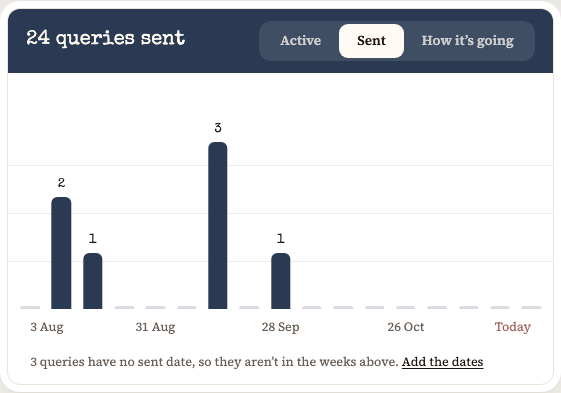 24 queries sent
Active Sent How it's going
3
2
1 1
3 Aug 31 Aug 28 Sep 26 Oct Today
3 queries have no sent date, so they aren't in the weeks above. Add the dates